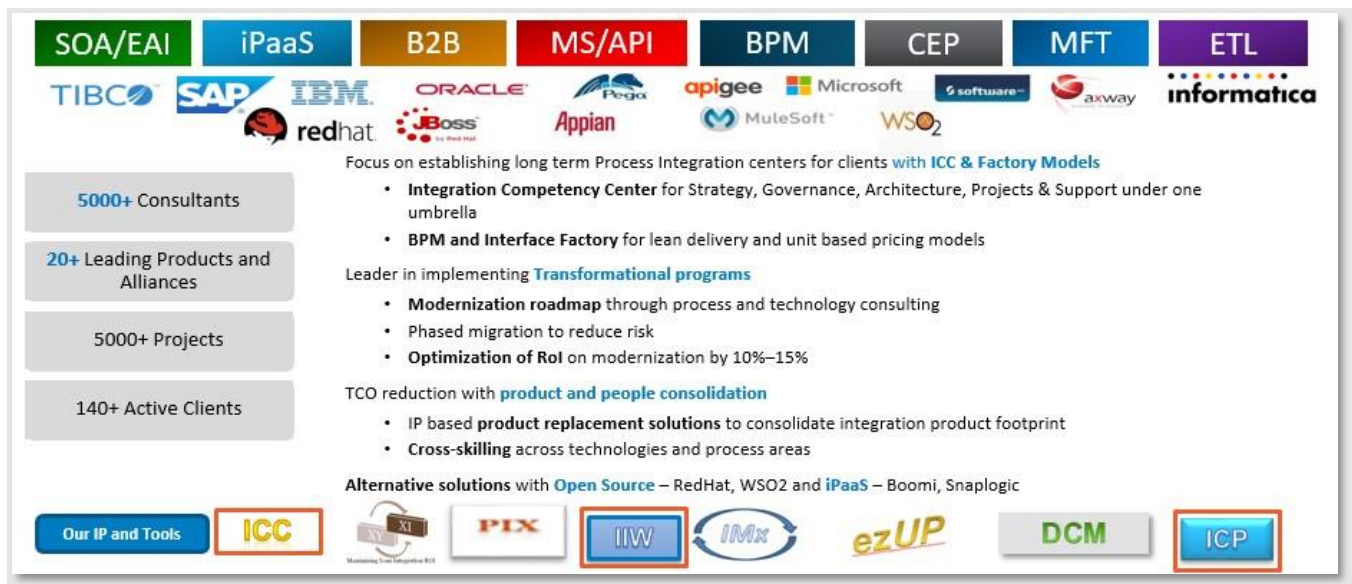 SOA/EAI iPaaS B2B MS/API BPM CEP MFT ETL
TIBCO SAP IBM. ORACLE Pega apigee Microsoft software axway informatica
redhat. JBoss by Red Hat Appian MuleSoft WSO2
Focus on establishing long term Process Integration centers for clients with ICC & Factory Models
• Integration Competency Center for Strategy, Governance, Architecture, Projects & Support under one
umbrella
• BPM and Interface Factory for lean delivery and unit based pricing models
Leader in implementing Transformational programs
• Modernization roadmap through process and technology consulting
• Phased migration to reduce risk
• Optimization of RoI on modernization by 10%–15%
TCO reduction with product and people consolidation
• IP based product replacement solutions to consolidate integration product footprint
• Cross-skilling across technologies and process areas
Alternative solutions with Open Source – RedHat, WSO2 and iPaaS – Boomi, Snaplogic
5000+ Consultants
20+ Leading Products and
Alliances
5000+ Projects
140+ Active Clients
Our IP and Tools ICC XY XI PIX IIW IMx ezUP DCM ICP
Maximizing Your Integration ROI